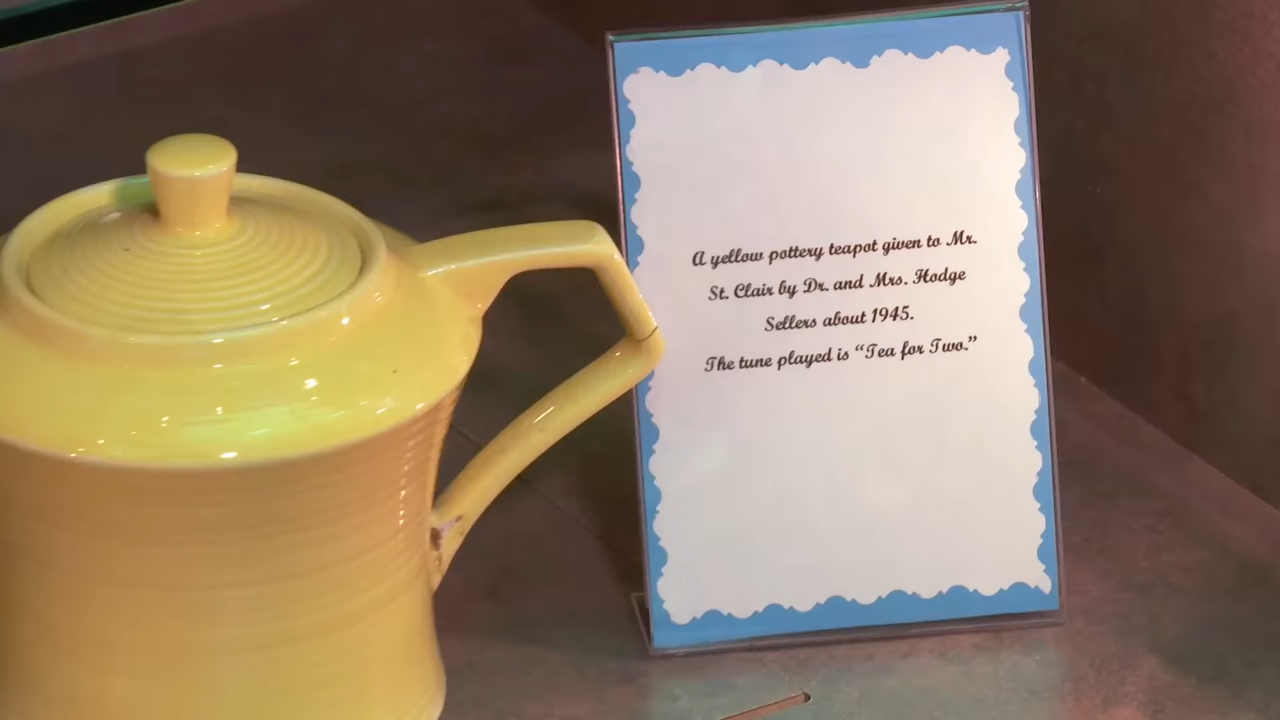 A yellow pottery teapot given to Mr.
St. Clair by Dr. and Mrs. Hodge
Sellers about 1945.
The tune played is “Tea for Two.”